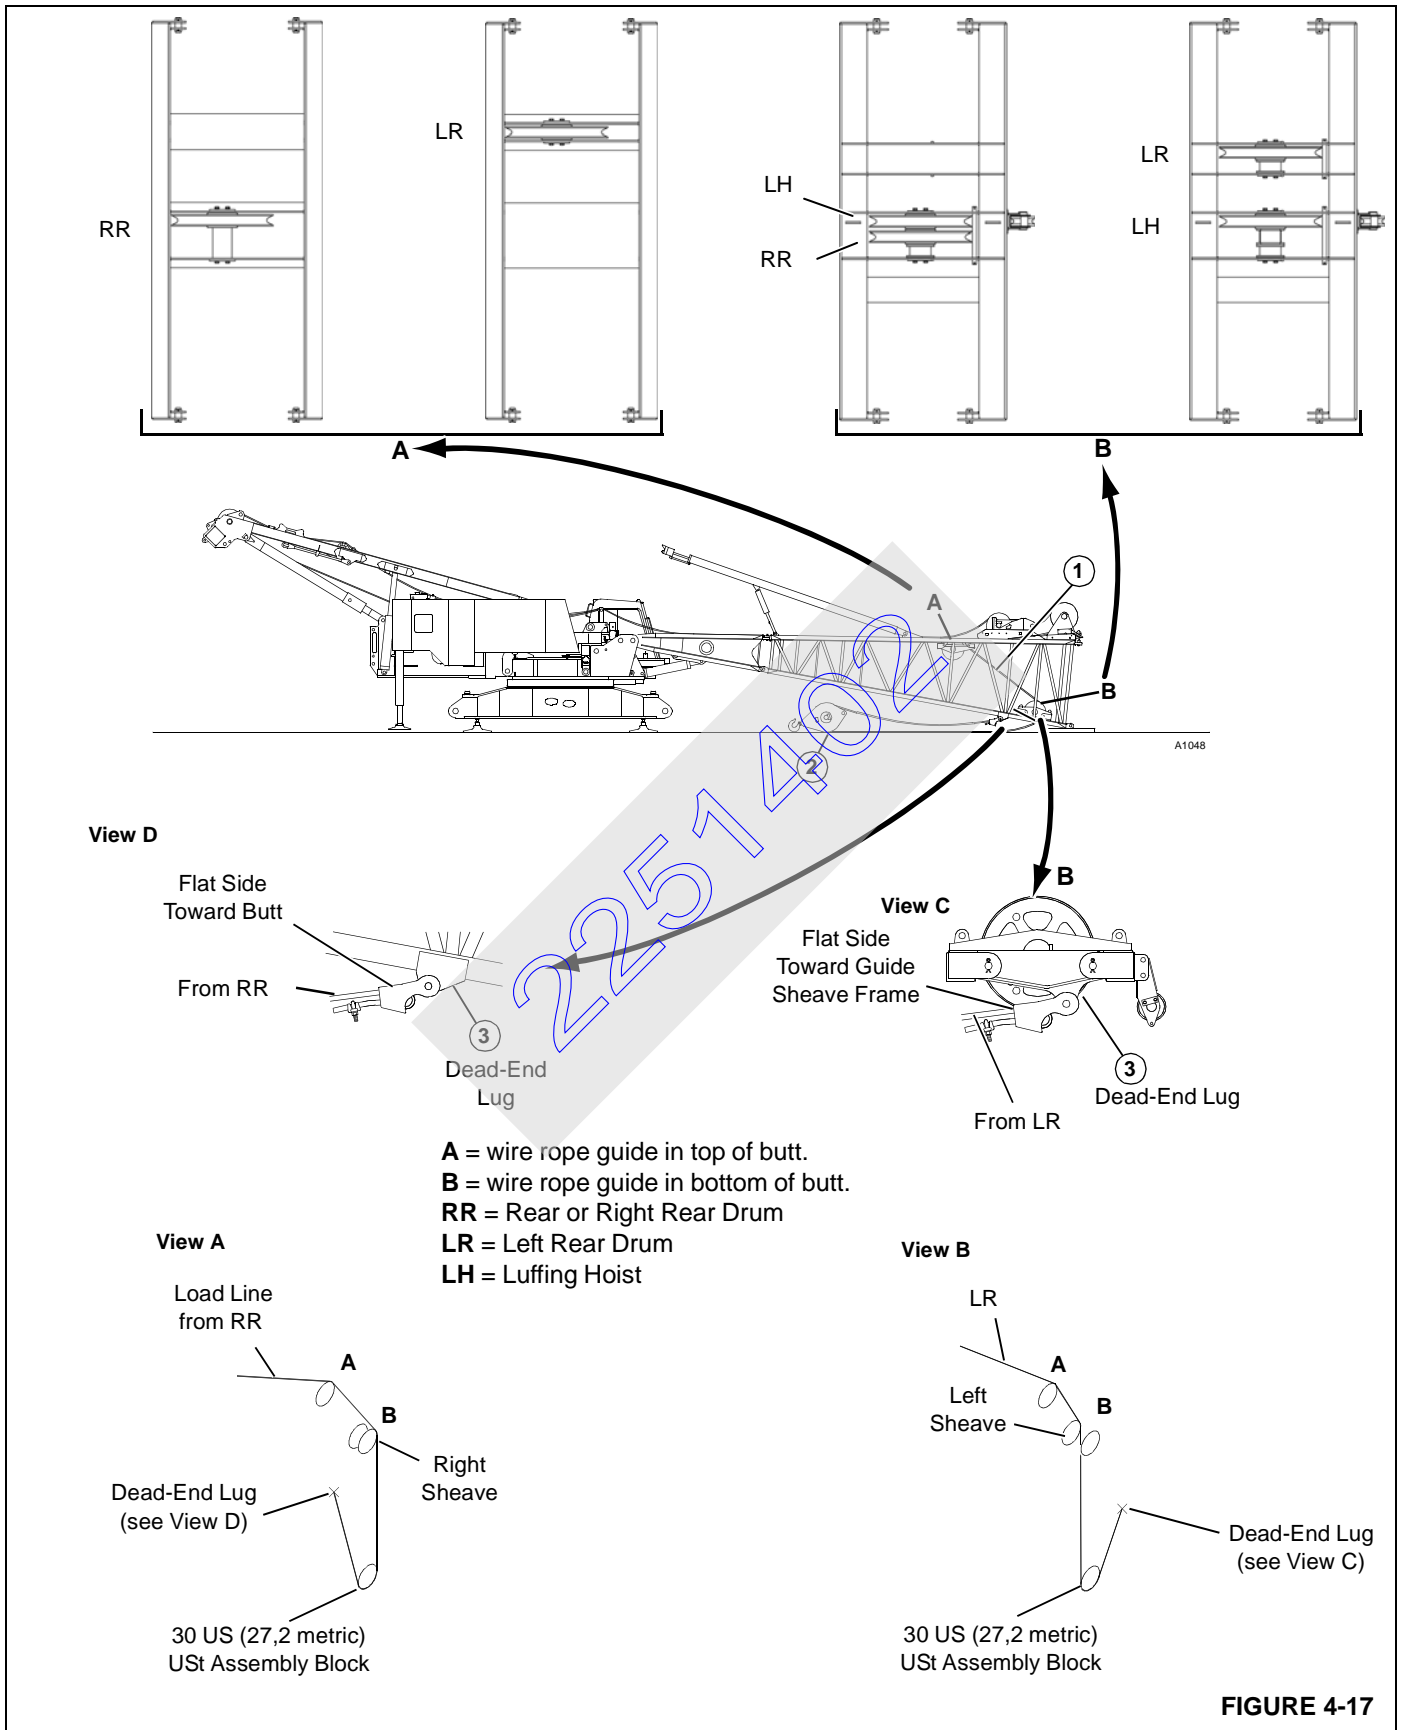 LR
RR
LH
RR
LR
LH
A
B
1
A
B
2
A1048
2251402
View D
Flat Side
Toward Butt
From RR
3
Dead-End
Lug
B
View C
Flat Side
Toward Guide
Sheave Frame
3
Dead-End Lug
From LR
A = wire rope guide in top of butt.
B = wire rope guide in bottom of butt.
RR = Rear or Right Rear Drum
LR = Left Rear Drum
LH = Luffing Hoist
View A
Load Line
from RR
A
B
Right
Sheave
Dead-End Lug
(see View D)
30 US (27,2 metric)
USt Assembly Block
View B
LR
A
Left
Sheave
B
Dead-End Lug
(see View C)
30 US (27,2 metric)
USt Assembly Block
FIGURE 4-17